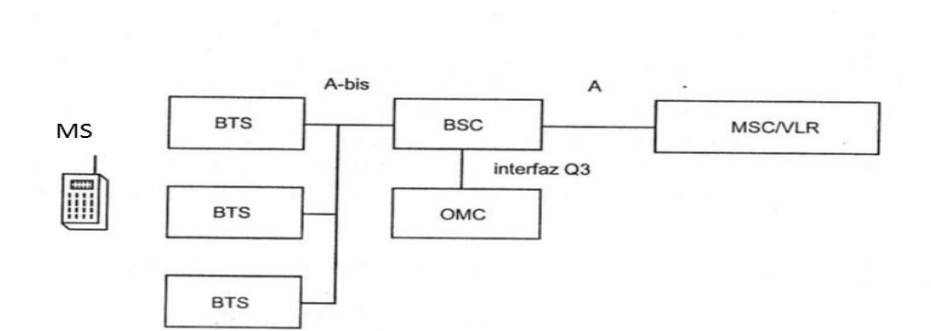 A-bis
A
MS
BTS
BSC
MSC/VLR
interfaz Q3
BTS
OMC
BTS